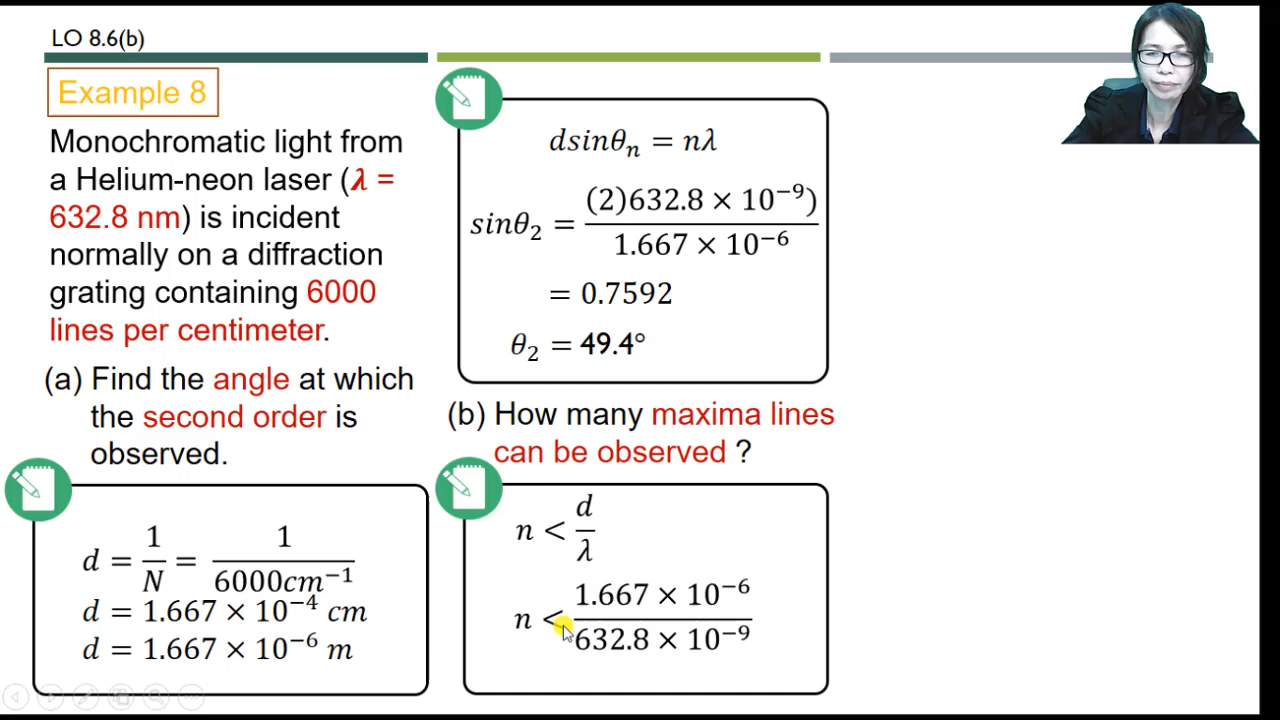 LO 8.6(b)
Example 8
Monochromatic light from
a Helium-neon laser (λ =
632.8 nm) is incident
normally on a diffraction
grating containing 6000
lines per centimeter.
(a) Find the angle at which
the second order is
observed.
d = 1/N = 1/6000cm⁻¹
d = 1.667 × 10⁻⁴ cm
d = 1.667 × 10⁻⁶ m
dsinθₙ = nλ
sinθ₂ = (2)632.8 × 10⁻⁹)/1.667 × 10⁻⁶
= 0.7592
θ₂ = 49.4°
(b) How many maxima lines
can be observed ?
n < d/λ
n < 1.667 × 10⁻⁶/632.8 × 10⁻⁹